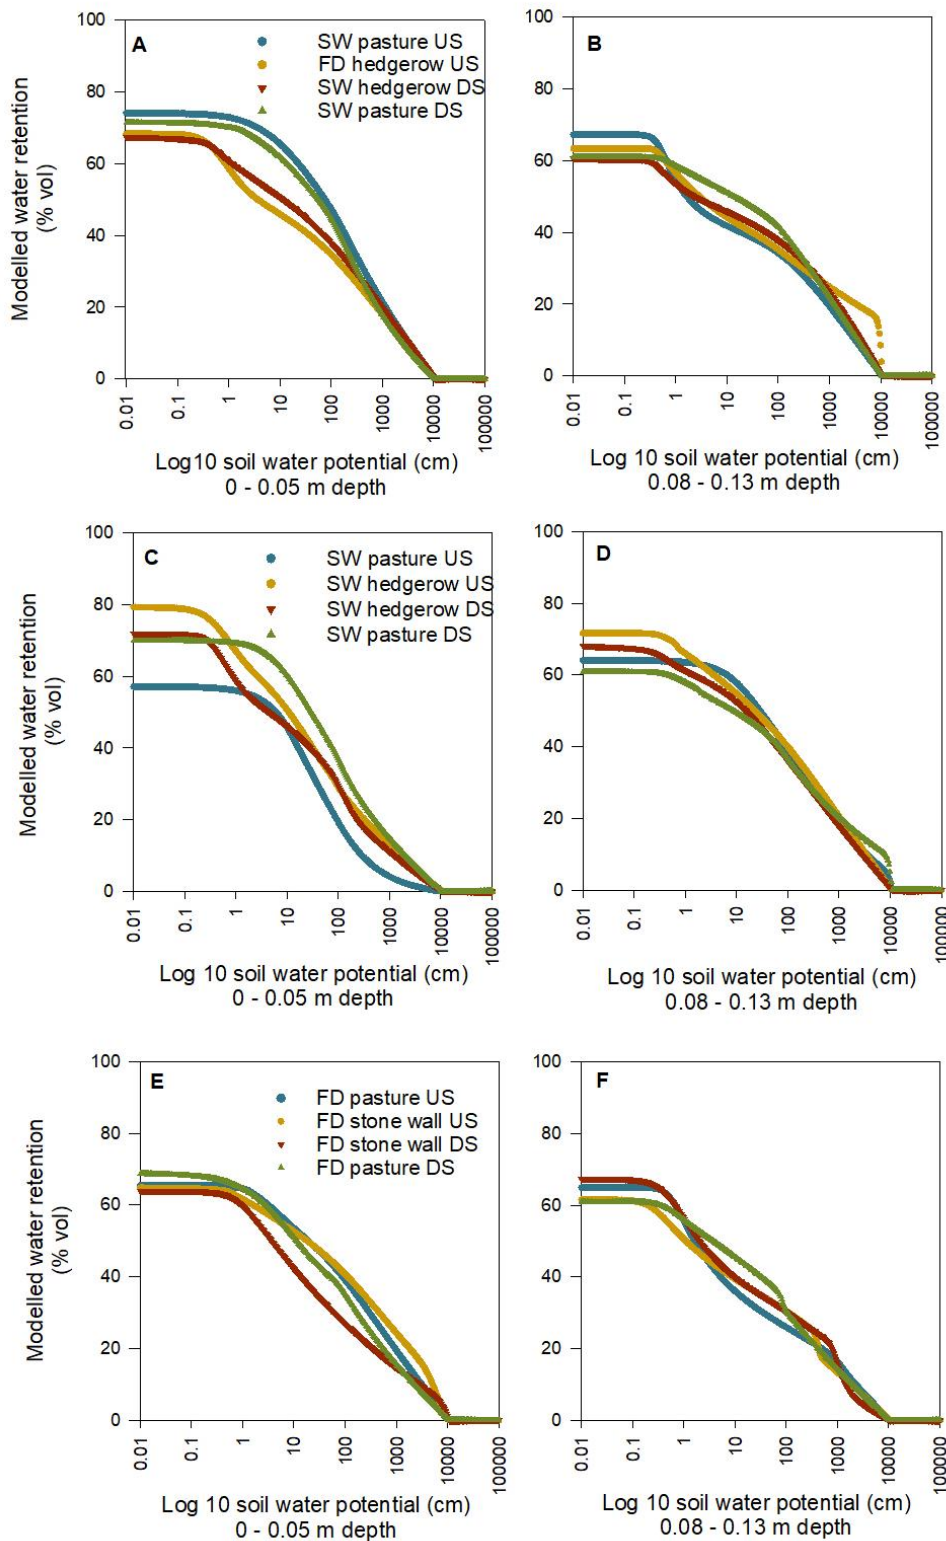 A
SW pasture US
FD hedgerow US
SW hedgerow DS
SW pasture DS
Modelled water retention
(% vol)
100
80
60
40
20
0
0.01
0.1
1
10
100
1000
10000
100000
Log10 soil water potential (cm)
0 - 0.05 m depth
B
100
80
60
40
20
0
0.01
0.1
1
10
100
1000
10000
100000
Log10 soil water potential (cm)
0.08 - 0.13 m depth
C
SW pasture US
SW hedgerow US
SW hedgerow DS
SW pasture DS
Modelled water retention
(% vol)
100
80
60
40
20
0
0.01
0.1
1
10
100
1000
10000
100000
Log 10 soil water potential (cm)
0 - 0.05 m depth
D
100
80
60
40
20
0
0.01
0.1
1
10
100
1000
10000
100000
Log 10 soil water potential (cm)
0.08 - 0.13 m depth
E
FD pasture US
FD stone wall US
FD stone wall DS
FD pasture DS
Modelled water retention
(% vol)
100
80
60
40
20
0
0.01
0.1
1
10
100
1000
10000
100000
Log 10 soil water potential (cm)
0 - 0.05 m depth
F
100
80
60
40
20
0
0.01
0.1
1
10
100
1000
10000
100000
Log 10 soil water potential (cm)
0.08 - 0.13 m depth